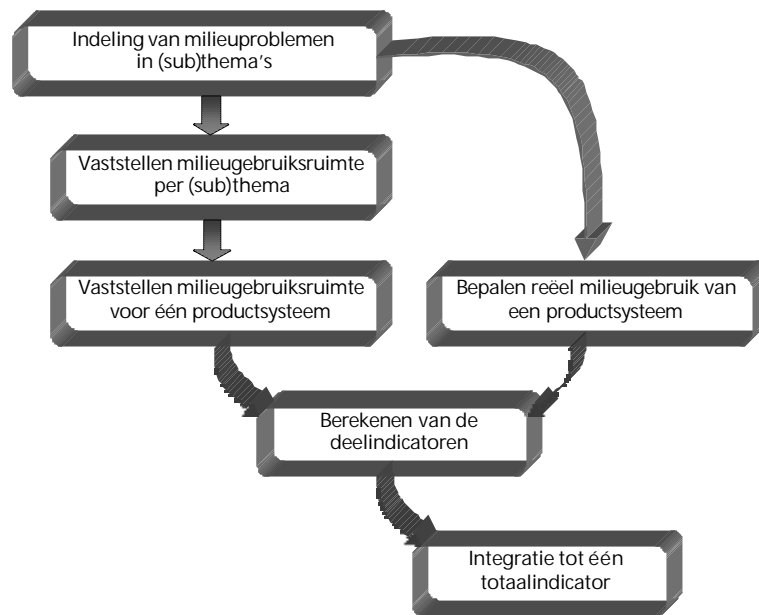 Indeling van milieuproblemen
in (sub)thema's
Vaststellen milieugebruiksruimte
per (sub)thema
Vaststellen milieugebruiksruimte
voor één productsysteem
Bepalen reëel milieugebruik van
een productsysteem
Berekenen van de
deelindicatoren
Integratie tot één
totaalindicator